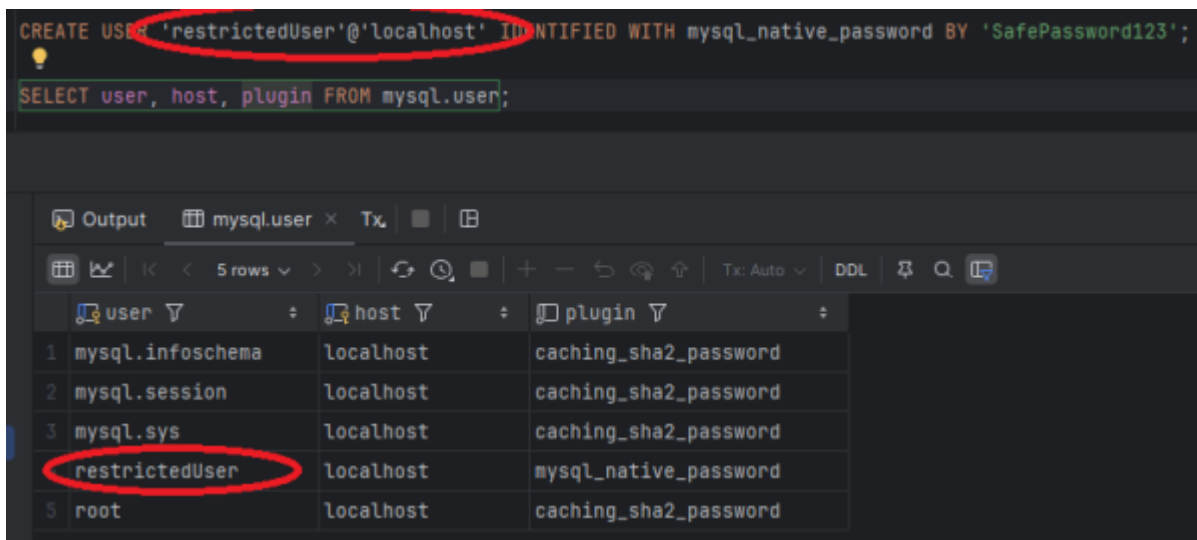 CREATE USER 'restrictedUser'@'localhost' IDENTIFIED WITH mysql_native_password BY 'SafePassword123';
SELECT user, host, plugin FROM mysql.user;
Output mysql.user × Tx
5 rows Tx: Auto DDL
user host plugin
1 mysql.infoschema localhost caching_sha2_password
2 mysql.session localhost caching_sha2_password
3 mysql.sys localhost caching_sha2_password
restrictedUser localhost mysql_native_password
5 root localhost caching_sha2_password